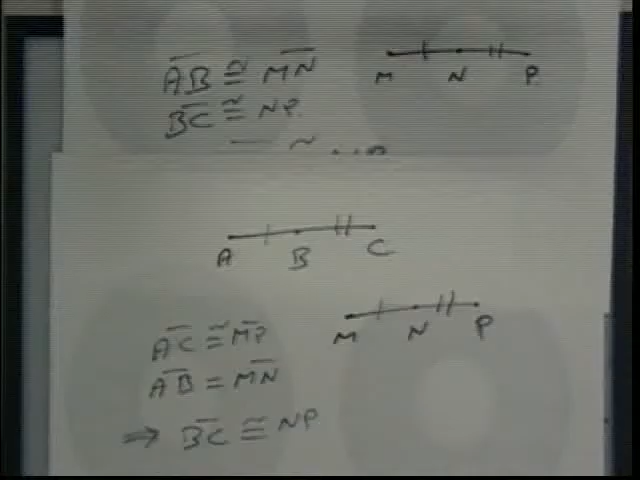 AB ≅ MN
M N P
BC ≅ NP
A B C
M N P
AC ≅ MP
AB = MN
⇒ BC ≅ NP